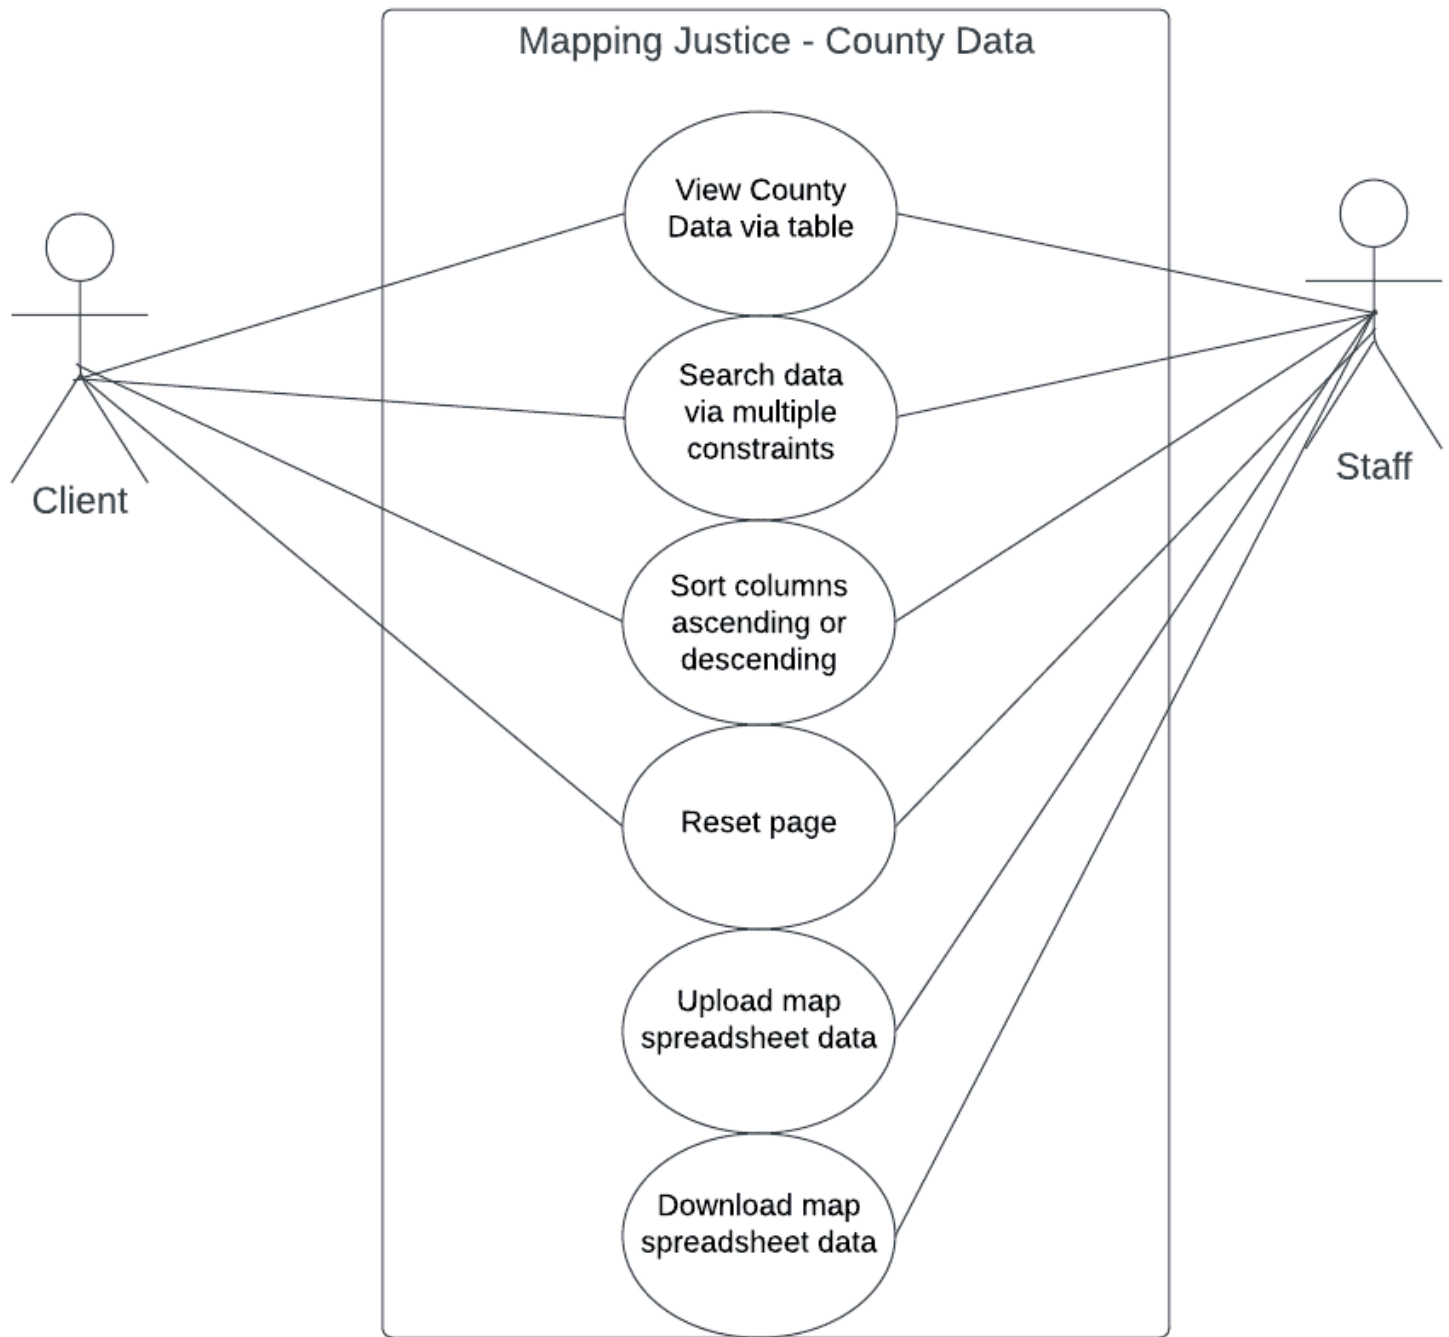 Mapping Justice - County Data
View County
Data via table
Search data
via multiple
constraints
Client
Staff
Sort columns
ascending or
descending
Reset page
Upload map
spreadsheet data
Download map
spreadsheet data